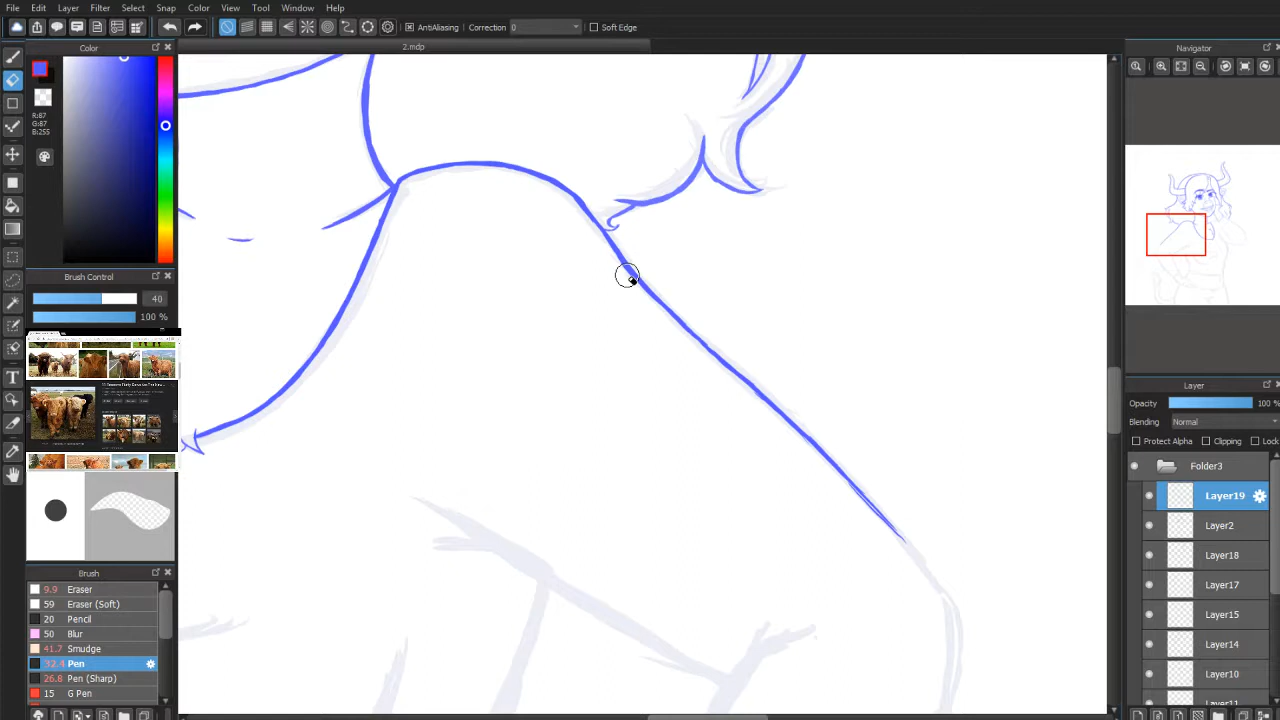 File Edit Layer Filter Select Snap Color View Tool Window Help
AntiAliasing Correction 0 Soft Edge
2.mdp
Color
R:87
G:87
B:255
Brush Control
40
100 %
Brush
9.9 Eraser
59 Eraser (Soft)
20 Pencil
50 Blur
41.7 Smudge
32.4 Pen
26.8 Pen (Sharp)
15 G Pen
Navigator
Layer
Opacity 100 %
Blending Normal
Protect Alpha Clipping Loc
Folder3
Layer19
Layer2
Layer18
Layer17
Layer15
Layer14
Layer10
Layer11